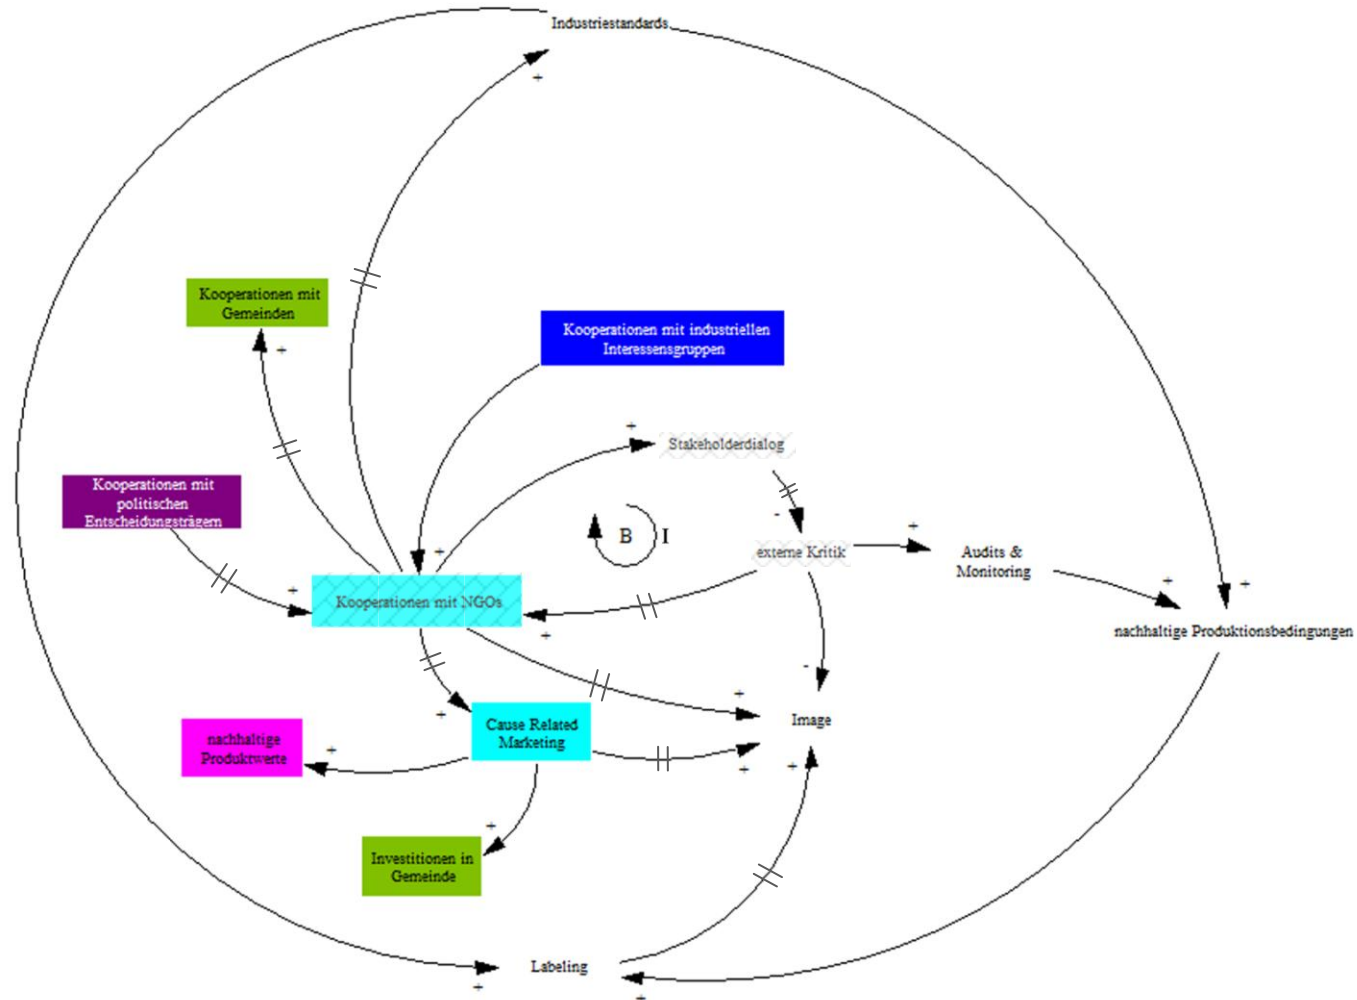 Industriestandards
+
Kooperationen mit
Gemeinden
+
Kooperationen mit industriellen
Interessensgruppen
+
Stakeholderdialog
Kooperationen mit
politischen
Entscheidungsträgern
-
B I
+
externe Kritik
Audits &
Monitoring
+
+
+
+
Kooperationen mit NGOs
+
nachhaltige Produktionsbedingungen
-
+
+
Cause Related
Marketing
Image
nachhaltige
Produktwerte
+
+
+
+
Investitionen in
Gemeinde
Labeling
+
+